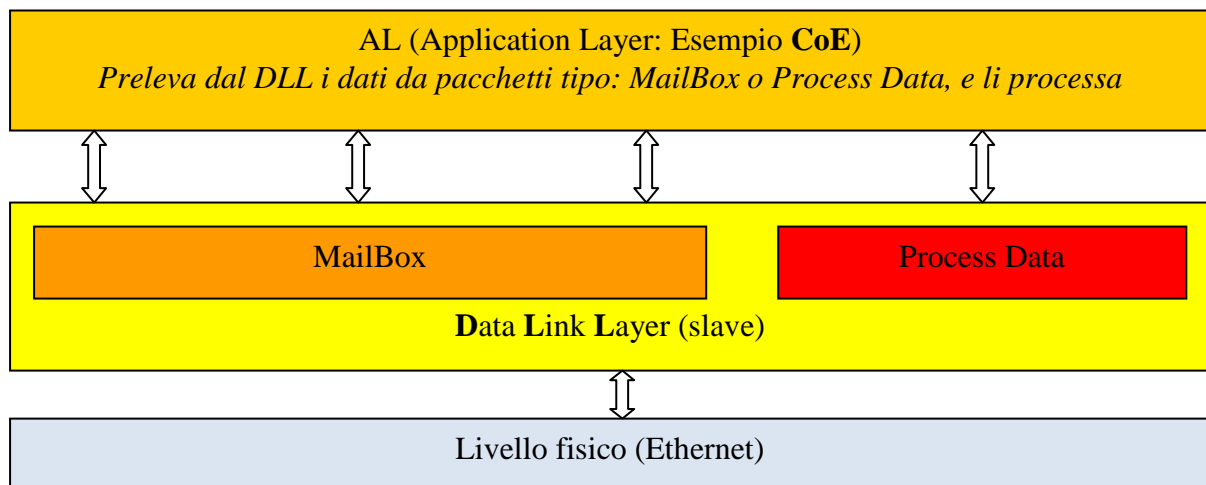 AL (Application Layer: Esempio CoE)
Preleva dal DLL i dati da pacchetti tipo: MailBox o Process Data, e li processa
MailBox
Process Data
Data Link Layer (slave)
Livello fisico (Ethernet)